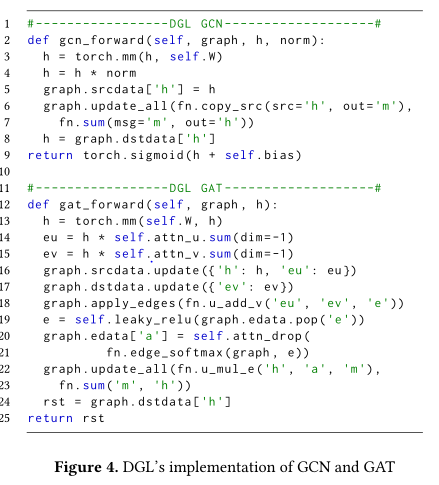 1 #-----------------DGL GCN-------------------#
2 def gcn_forward(self, graph, h, norm):
3   h = torch.mm(h, self.W)
4   h = h * norm
5   graph.srcdata['h'] = h
6   graph.update_all(fn.copy_src(src='h', out='m'),
7     fn.sum(msg='m', out='h'))
8   h = graph.dstdata['h']
9 return torch.sigmoid(h + self.bias)
10
11 #-----------------DGL GAT-------------------#
12 def gat_forward(self, graph, h):
13   h = torch.mm(self.W, h)
14   eu = h * self.attn_u.sum(dim=-1)
15   ev = h * self.attn_v.sum(dim=-1)
16   graph.srcdata.update({'h': h, 'eu': eu})
17   graph.dstdata.update({'ev': ev})
18   graph.apply_edges(fn.u_add_v('eu', 'ev', 'e'))
19   e = self.leaky_relu(graph.edata.pop('e'))
20   graph.edata['a'] = self.attn_drop(
21           fn.edge_softmax(graph, e))
22   graph.update_all(fn.u_mul_e('h', 'a', 'm'),
23     fn.sum('m', 'h'))
24   rst = graph.dstdata['h']
25 return rst
Figure 4. DGL's implementation of GCN and GAT